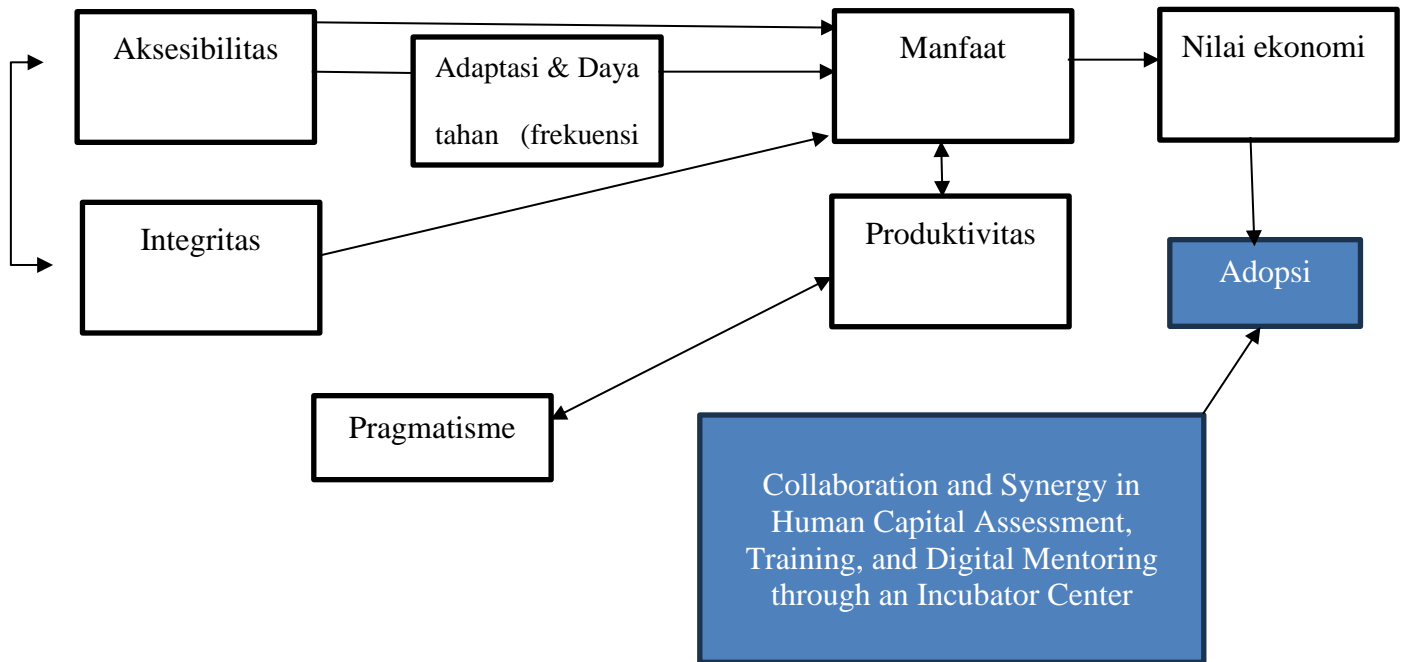 Aksesibilitas
Adaptasi & Daya
tahan (frekuensi
Manfaat
Nilai ekonomi
Integritas
Produktivitas
Adopsi
Pragmatisme
Collaboration and Synergy in
Human Capital Assessment,
Training, and Digital Mentoring
through an Incubator Center